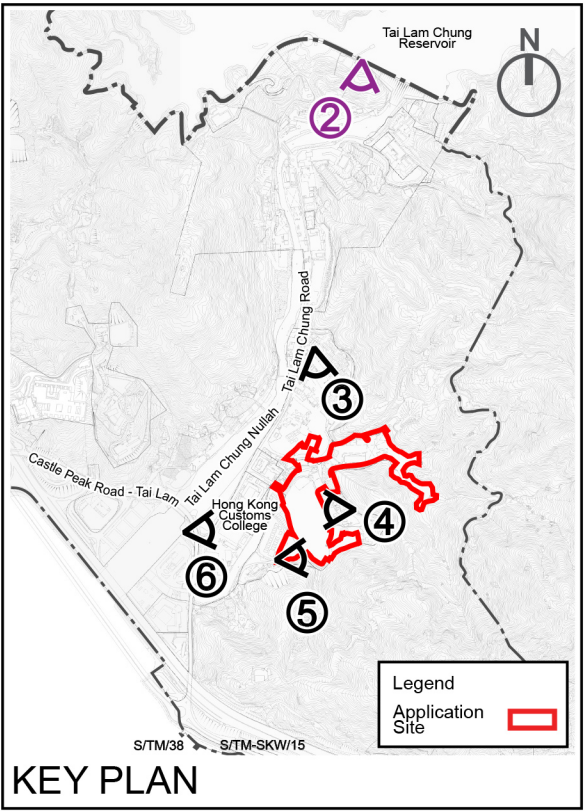 Tai Lam Chung
Reservoir
N
2
Tai Lam Chung Road
3
Tai Lam Chung Nullah
Castle Peak Road - Tai Lam
Hong Kong
Customs
College
4
6
5
Legend
Application
Site
S/TM/38
S/TM-SKW/15
KEY PLAN